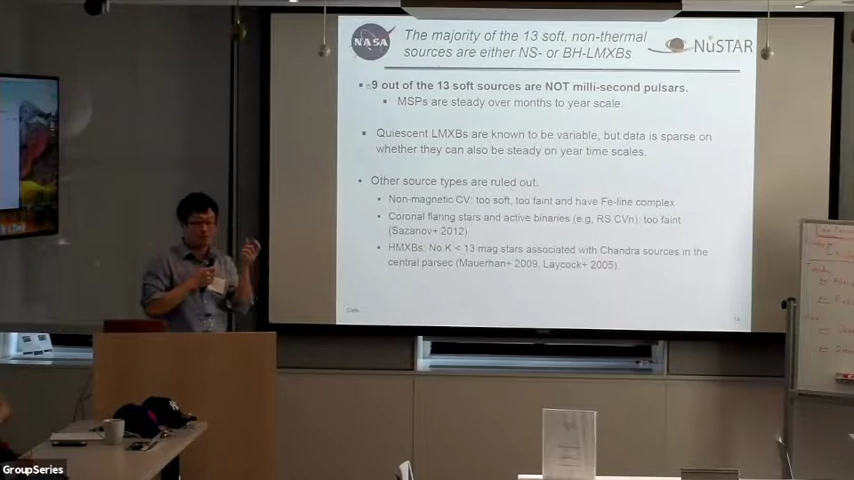 NASA
The majority of the 13 soft, non-thermal
sources are either NS- or BH-LMXBs
NuSTAR
~9 out of the 13 soft sources are NOT milli-second pulsars.
MSPs are steady over months to year scale.
Quiescent LMXBs are known to be variable, but data is sparse on
whether they can also be steady on year time scales.
Other source types are ruled out.
Non-magnetic CV: too soft, too faint and have Fe-line complex
Coronal flaring stars and active binaries (e.g, RS CVn): too faint
(Sazanov+ 2012)
HMXBs: No K < 13 mag stars associated with Chandra sources in the
central parsec (Mauerhan+ 2009, Laycock+ 2005)
Date
GroupSeries